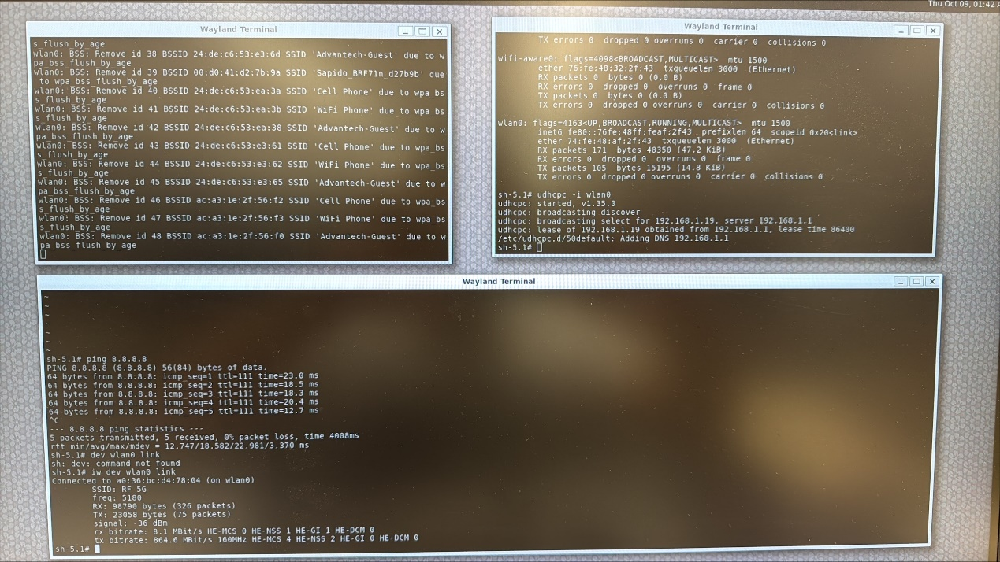 Thu Oct 09, 01:42
Wayland Terminal
s_flush_by_age
wlan0: BSS: Remove id 38 BSSID 24:de:c6:53:e3:6d SSID 'Advantech-Guest' due to w
pa_bss_flush_by_age
wlan0: BSS: Remove id 39 BSSID 00:d0:41:d2:7b:9a SSID 'Sapido_BRF71n_d27b9b' due
 to wpa_bss_flush_by_age
wlan0: BSS: Remove id 40 BSSID 24:de:c6:53:ea:3a SSID 'Cell Phone' due to wpa_bs
s_flush_by_age
wlan0: BSS: Remove id 41 BSSID 24:de:c6:53:ea:3b SSID 'WiFi Phone' due to wpa_bs
s_flush_by_age
wlan0: BSS: Remove id 42 BSSID 24:de:c6:53:ea:38 SSID 'Advantech-Guest' due to w
pa_bss_flush_by_age
wlan0: BSS: Remove id 43 BSSID 24:de:c6:53:e3:61 SSID 'Cell Phone' due to wpa_bs
s_flush_by_age
wlan0: BSS: Remove id 44 BSSID 24:de:c6:53:e3:62 SSID 'WiFi Phone' due to wpa_bs
s_flush_by_age
wlan0: BSS: Remove id 45 BSSID 24:de:c6:53:e3:65 SSID 'Advantech-Guest' due to w
pa_bss_flush_by_age
wlan0: BSS: Remove id 46 BSSID ac:a3:1e:2f:56:f2 SSID 'Cell Phone' due to wpa_bs
s_flush_by_age
wlan0: BSS: Remove id 47 BSSID ac:a3:1e:2f:56:f3 SSID 'WiFi Phone' due to wpa_bs
s_flush_by_age
wlan0: BSS: Remove id 48 BSSID ac:a3:1e:2f:56:f0 SSID 'Advantech-Guest' due to w
pa_bss_flush_by_age
Wayland Terminal
TX errors 0  dropped 0 overruns 0  carrier 0  collisions 0
wifi-aware0: flags=4098<BROADCAST,MULTICAST>  mtu 1500
ether 76:fe:48:32:2f:43  txqueuelen 3000  (Ethernet)
RX packets 0  bytes 0 (0.0 B)
RX errors 0  dropped 0  overruns 0  frame 0
TX packets 0  bytes 0 (0.0 B)
TX errors 0  dropped 0 overruns 0  carrier 0  collisions 0
wlan0: flags=4163<UP,BROADCAST,RUNNING,MULTICAST>  mtu 1500
inet6 fe80::76fe:48ff:feaf:2f43  prefixlen 64  scopeid 0x20<link>
ether 74:fe:48:af:2f:43  txqueuelen 3000  (Ethernet)
RX packets 171  bytes 48350 (47.2 KiB)
RX errors 0  dropped 0  overruns 0  frame 0
TX packets 105  bytes 15195 (14.8 KiB)
TX errors 0  dropped 0 overruns 0  carrier 0  collisions 0
sh-5.1# udhcpc -i wlan0
udhcpc: started, v1.35.0
udhcpc: broadcasting discover
udhcpc: broadcasting select for 192.168.1.19, server 192.168.1.1
udhcpc: lease of 192.168.1.19 obtained from 192.168.1.1, lease time 86400
/etc/udhcpc.d/50default: Adding DNS 192.168.1.1
sh-5.1#
Wayland Terminal
~
~
~
~
~
~
~
sh-5.1# ping 8.8.8.8
PING 8.8.8.8 (8.8.8.8) 56(84) bytes of data.
64 bytes from 8.8.8.8: icmp_seq=1 ttl=111 time=23.0 ms
64 bytes from 8.8.8.8: icmp_seq=2 ttl=111 time=18.5 ms
64 bytes from 8.8.8.8: icmp_seq=3 ttl=111 time=18.3 ms
64 bytes from 8.8.8.8: icmp_seq=4 ttl=111 time=20.4 ms
64 bytes from 8.8.8.8: icmp_seq=5 ttl=111 time=12.7 ms
^C
--- 8.8.8.8 ping statistics ---
5 packets transmitted, 5 received, 0% packet loss, time 4008ms
rtt min/avg/max/mdev = 12.747/18.582/22.981/3.370 ms
sh-5.1# dev wlan0 link
sh: dev: command not found
sh-5.1# iw dev wlan0 link
Connected to a0:36:bc:d4:78:04 (on wlan0)
SSID: RF_5G
freq: 5180
RX: 98790 bytes (326 packets)
TX: 23058 bytes (75 packets)
signal: -36 dBm
rx bitrate: 8.1 MBit/s HE-MCS 0 HE-NSS 1 HE-GI 1 HE-DCM 0
tx bitrate: 864.6 MBit/s 160MHz HE-MCS 4 HE-NSS 2 HE-GI 0 HE-DCM 0
sh-5.1#